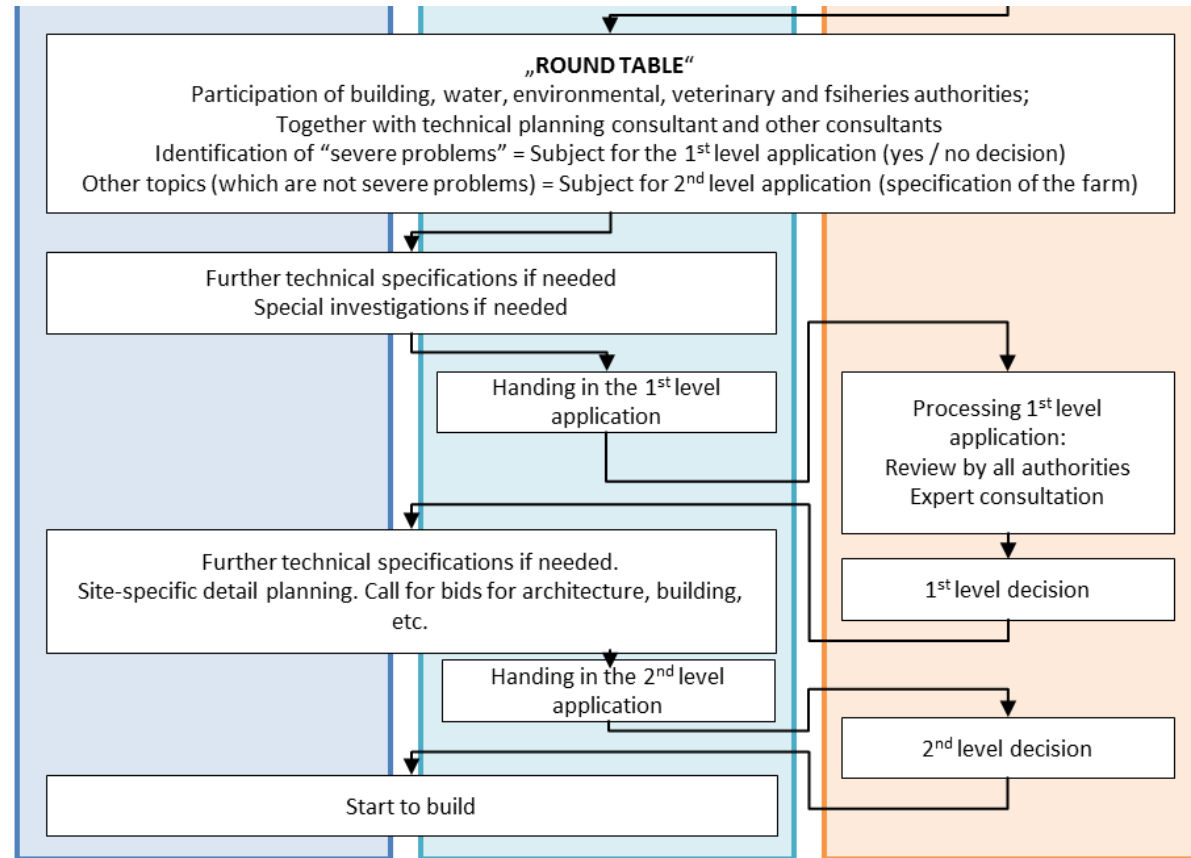 „ROUND TABLE“
Participation of building, water, environmental, veterinary and fsiheries authorities;
Together with technical planning consultant and other consultants
Identification of “severe problems” = Subject for the 1st level application (yes / no decision)
Other topics (which are not severe problems) = Subject for 2nd level application (specification of the farm)
Further technical specifications if needed
Special investigations if needed
Handing in the 1st level
application
Processing 1st level
application:
Review by all authorities
Expert consultation
Further technical specifications if needed.
Site-specific detail planning. Call for bids for architecture, building,
etc.
1st level decision
Handing in the 2nd level
application
2nd level decision
Start to build